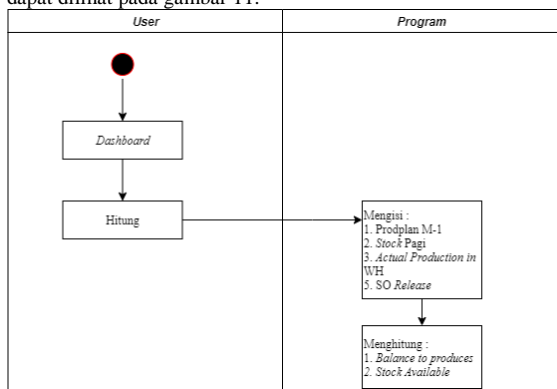 dapat dilihat pada gambar 11.
User
Program
Dashboard
Hitung
Mengisi :
1. Prodplan M-1
2. Stock Pagi
3. Actual Production in
WH
5. SO Release
Menghitung :
1. Balance to produces
2. Stock Available